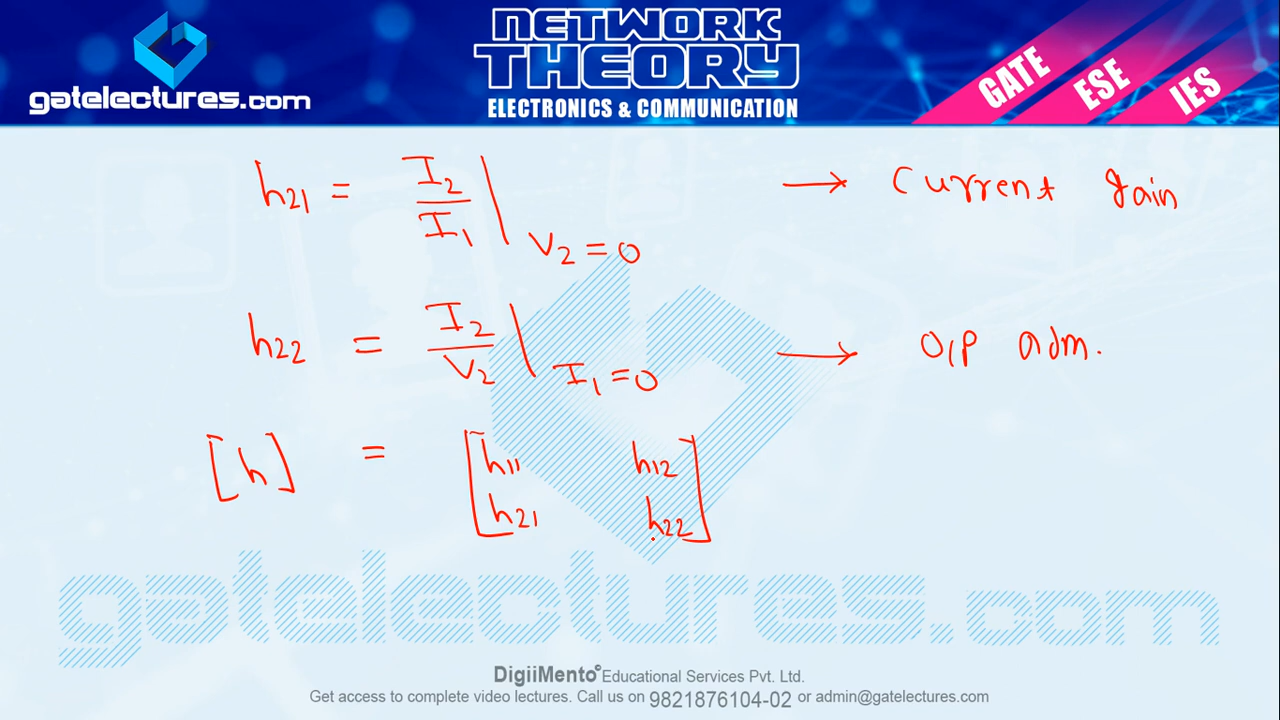 gatelectures.com
NETWORK
THEORY
ELECTRONICS & COMMUNICATION
GATE
ESE
IES
h21 = I2/I1 | V2=0 → Current gain
h22 = I2/V2 | I1=0 → O/P adm.
[h] = [h11 h12
h21 h22]
gatelectures.com
DigiiMento© Educational Services Pvt. Ltd.
Get access to complete video lectures. Call us on 9821876104-02 or admin@gatelectures.com